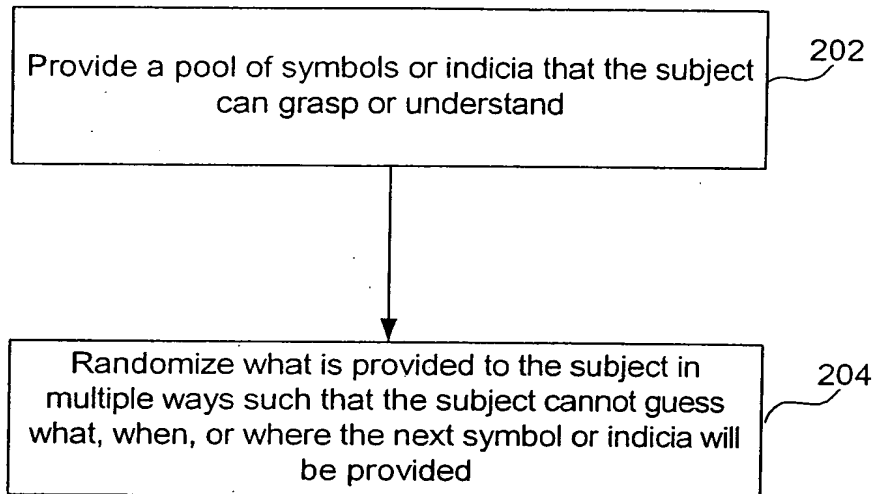 Provide a pool of symbols or indicia that the subject
can grasp or understand
202
Randomize what is provided to the subject in
multiple ways such that the subject cannot guess
what, when, or where the next symbol or indicia will
be provided
204